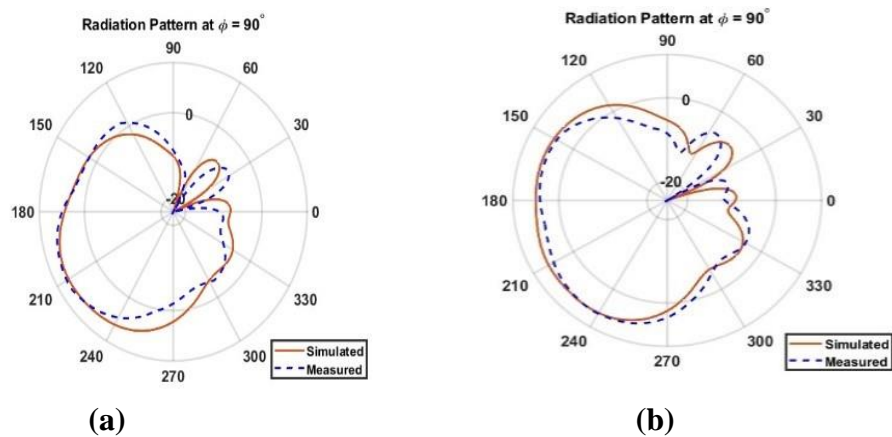 Radiation Pattern at ϕ = 90°
90
120 60
0
150 30
-20
180 0
210 330
240 300
270
Simulated
Measured
(a)
Radiation Pattern at ϕ = 90°
90
120 60
0
150 30
-20
180 0
210 330
240 300
270
Simulated
Measured
(b)